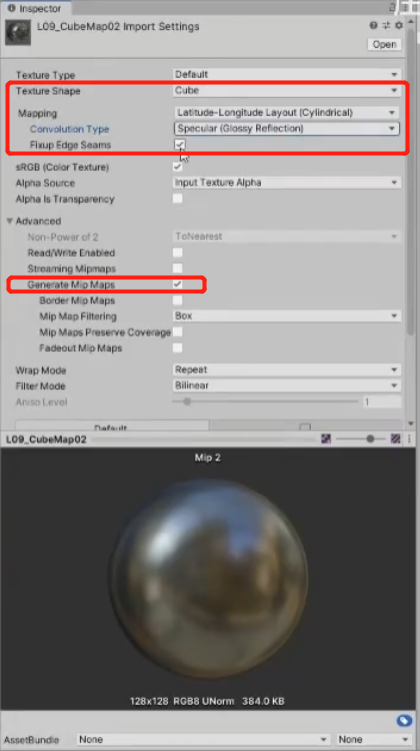 Inspector
L09_CubeMap02 Import Settings
Open
Texture Type Default
Texture Shape Cube
Mapping Latitude-Longitude Layout (Cylindrical)
Convolution Type Specular (Glossy Reflection)
Fixup Edge Seams
sRGB (Color Texture)
Alpha Source Input Texture Alpha
Alpha Is Transparency
Advanced
Non-Power of 2 ToNearest
Read/Write Enabled
Streaming Mipmaps
Generate Mip Maps
Border Mip Maps
Mip Map Filtering Box
Mip Maps Preserve Coverage
Fadeout Mip Maps
Wrap Mode Repeat
Filter Mode Bilinear
Aniso Level 1
Default
L09_CubeMap02
Mip 2
128x128 RGB8 UNorm 384.0 KB
AssetBundle None None